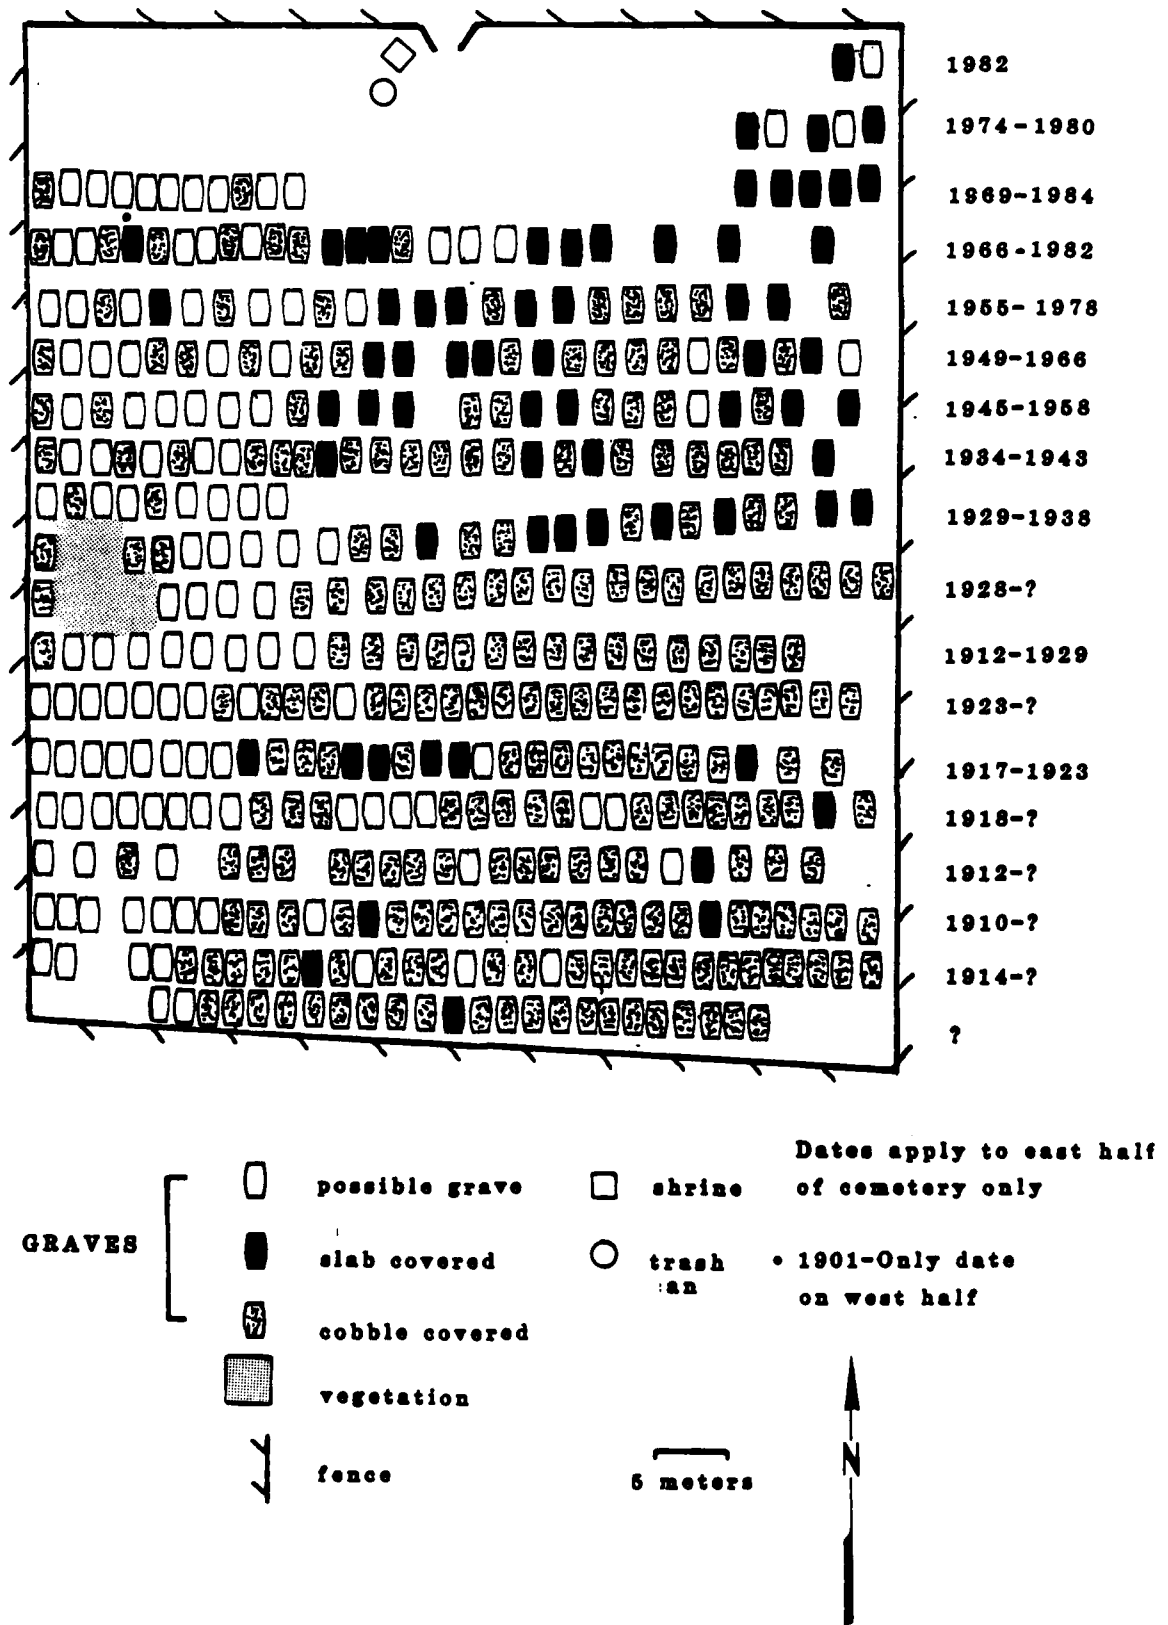 1982
1974-1980
1969-1984
1966-1982
1955-1978
1949-1966
1945-1958
1934-1943
1929-1938
1928-?
1912-1929
1923-?
1917-1923
1918-?
1912-?
1910-?
1914-?
?
GRAVES
possible grave
slab covered
cobble covered
vegetation
fence
shrine
trash
an
5 meters
Dates apply to east half
of cemetery only
• 1901-Only date
on west half
N